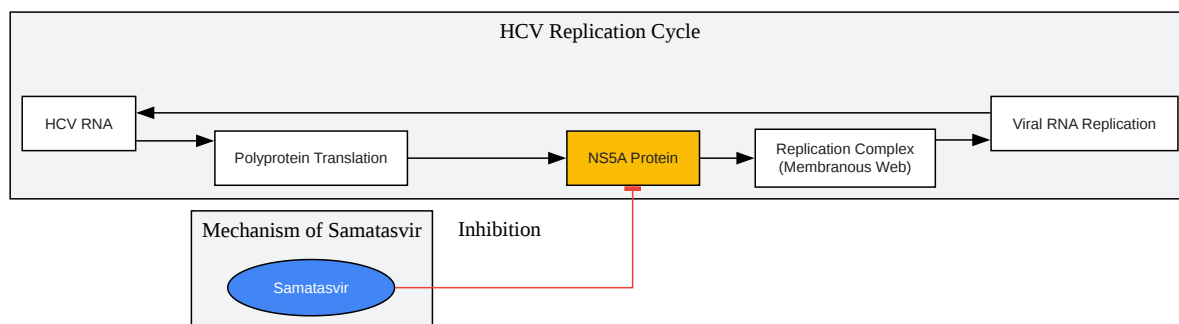 HCV Replication Cycle
HCV RNA
Polyprotein Translation
NS5A Protein
Replication Complex
(Membranous Web)
Viral RNA Replication
Mechanism of Samatasvir
Inhibition
Samatasvir